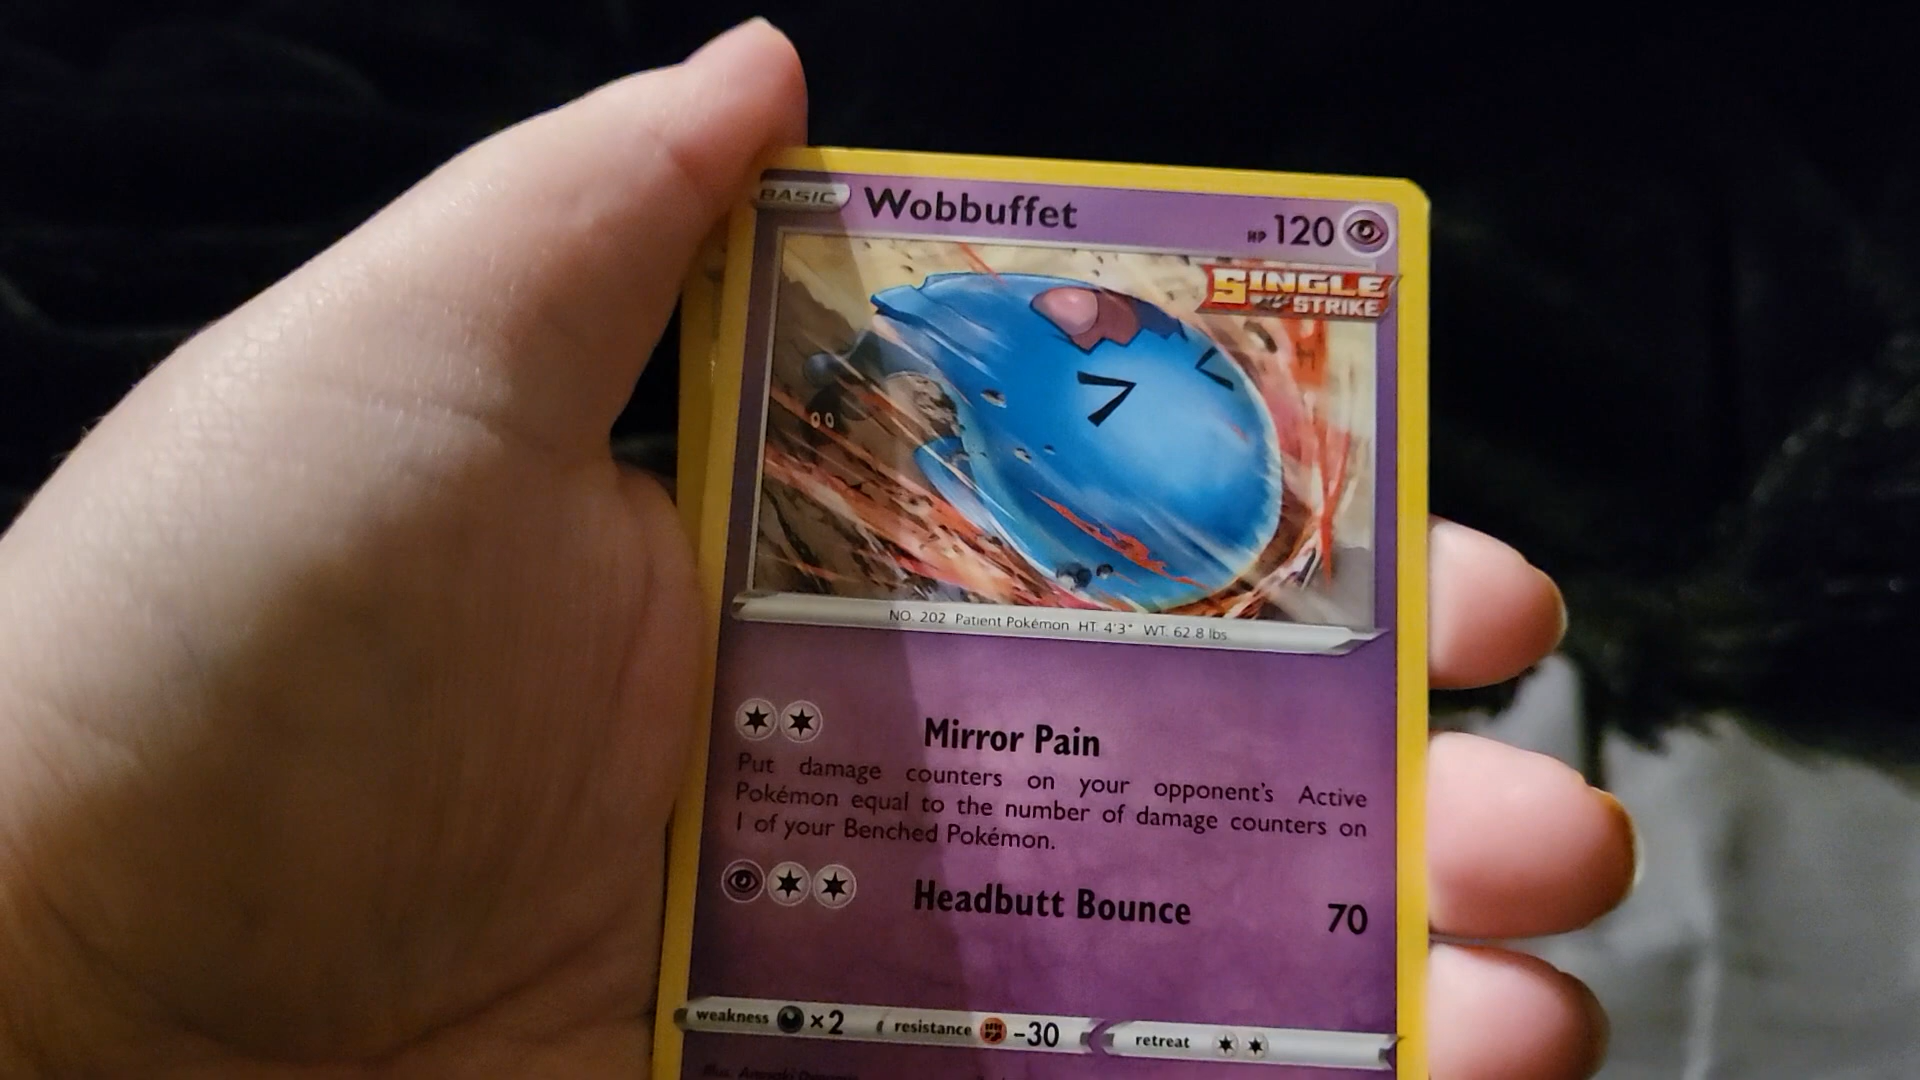 BASIC Wobbuffet HP 120
SINGLE
STRIKE
NO. 202 Patient Pokémon HT. 4'3" WT. 62.8 lbs.
Mirror Pain
Put damage counters on your opponent's Active
Pokémon equal to the number of damage counters on
1 of your Benched Pokémon.
Headbutt Bounce 70
weakness ×2 resistance -30 retreat
Illus.